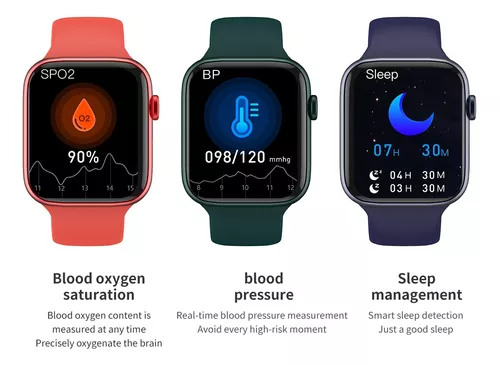 SPO2
O2
90%
11 12 13 14 15
BP
098/120 mmhg
8 9 10 11 12
Sleep
07H 30M
04H 30M
03H 30M
Blood oxygen
saturation
Blood oxygen content is
measured at any time
Precisely oxygenate the brain
blood
pressure
Real-time blood pressure measurement
Avoid every high-risk moment
Sleep
management
Smart sleep detection
Just a good sleep